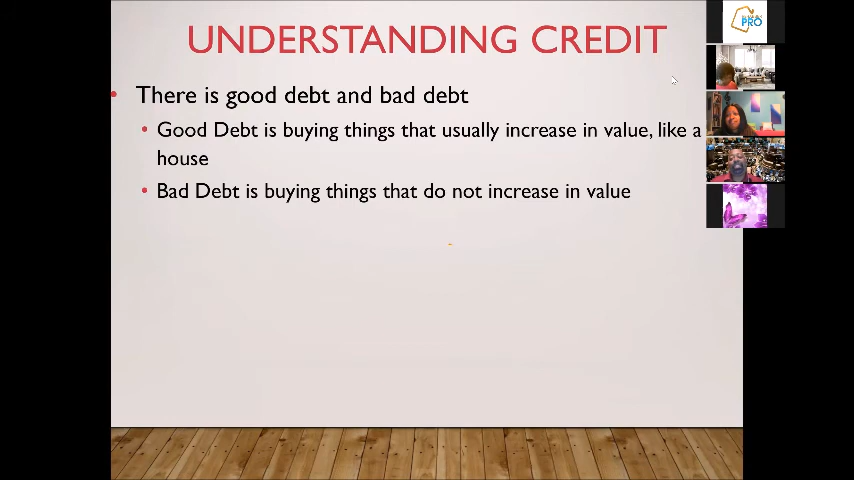 UNDERSTANDING CREDIT
• There is good debt and bad debt
• Good Debt is buying things that usually increase in value, like a
house
• Bad Debt is buying things that do not increase in value
PRO